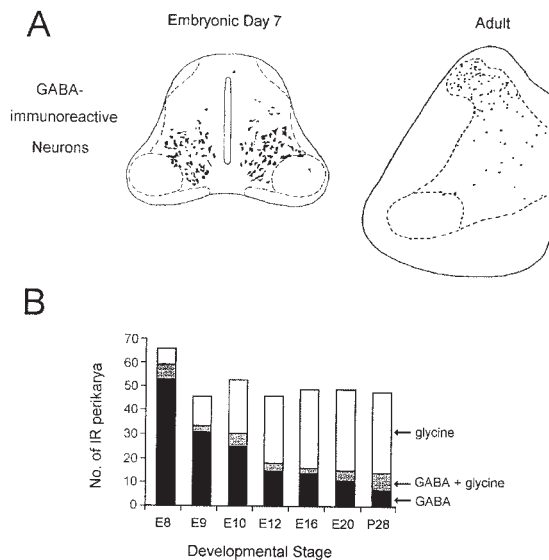 A
Embryonic Day 7
Adult
GABA-
immunoreactive
Neurons
B
No. of IR perikarya
70
60
50
40
30
20
10
0
E8 E9 E10 E12 E16 E20 P28
Developmental Stage
glycine
GABA + glycine
GABA